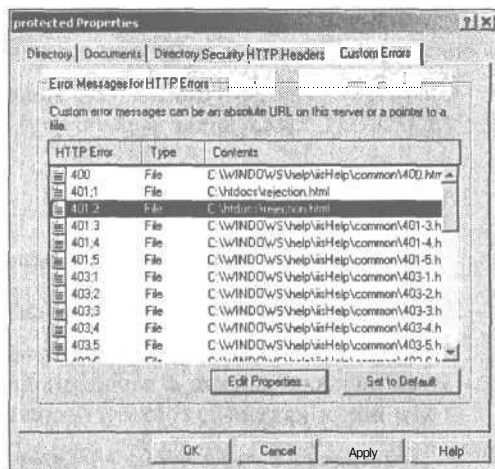 protected Properties
Directory Documents Directory Security HTTP Headers Custom Errors
Error Messages for HTTP Errors
Custom error messages can be an absolute URL on this server or a pointer to a
file.
HTTP Error Type Contents
400 File C:\WINDOWS\help\iisHelp\common\400.htm
401;1 File C:\htdocs\rejection.html
401;2 File C:\htdocs\rejection.html
401;3 File C:\WINDOWS\help\iisHelp\common\401-3.h
401;4 File C:\WINDOWS\help\iisHelp\common\401-4.h
401;5 File C:\WINDOWS\help\iisHelp\common\401-5.h
403;1 File C:\WINDOWS\help\iisHelp\common\403-1.h
403;2 File C:\WINDOWS\help\iisHelp\common\403-2.h
403;3 File C:\WINDOWS\help\iisHelp\common\403-3.h
403;4 File C:\WINDOWS\help\iisHelp\common\403-4.h
403;5 File C:\WINDOWS\help\iisHelp\common\403-5.h
Edit Properties... Set to Default
OK Cancel Apply Help